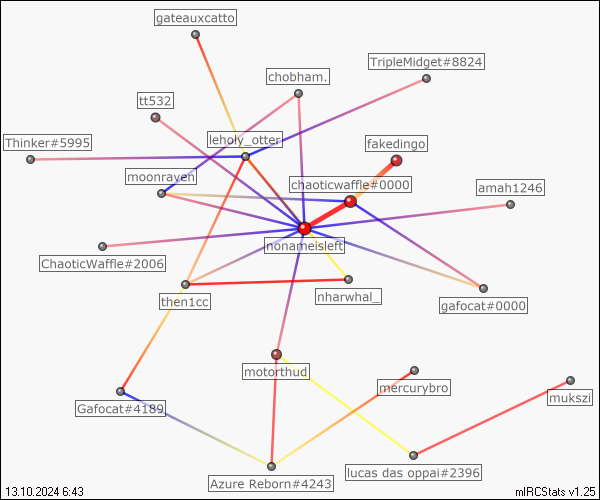 gateauxcatto
TripleMidget#8824
chobham.
tt532
fakedingo
Thinker#5995
leholy_otter
moonraven
chaoticwaffle#0000
amah1246
nonameisleft
ChaoticWaffle#2006
then1cc
nharwhal_
gafocat#0000
motorthud
mercurybro
mukszi
Gafocat#4189
lucas das oppai#2396
Azure Reborn#4243
13.10.2024 6:43
mIRCStats v1.25